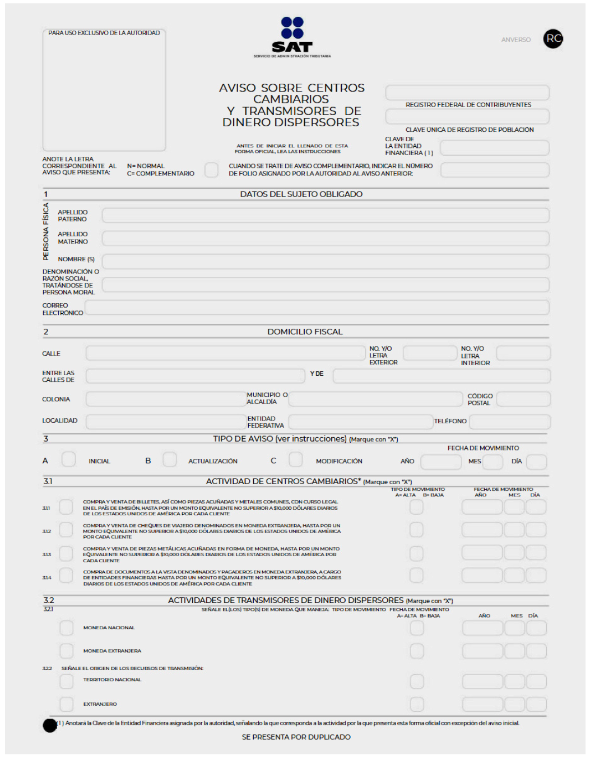 PARA USO EXCLUSIVO DE LA AUTORIDAD
SAT
SERVICIO DE ADMINISTRACIÓN TRIBUTARIA
ANVERSO
RC
AVISO SOBRE CENTROS
CAMBIARIOS
Y TRANSMISORES DE
DINERO DISPERSORES
REGISTRO FEDERAL DE CONTRIBUYENTES
CLAVE ÚNICA DE REGISTRO DE POBLACIÓN
ANTES DE INICIAR EL LLENADO DE ESTA
FORMA OFICIAL, LEA LAS INSTRUCCIONES
CLAVE DE
LA ENTIDAD
FINANCIERA ( 1 )
ANOTE LA LETRA
CORRESPONDIENTE AL
AVISO QUE PRESENTA:
N= NORMAL
C= COMPLEMENTARIO
CUANDO SE TRATE DE AVISO COMPLEMENTARIO, INDICAR EL NÚMERO
DE FOLIO ASIGNADO POR LA AUTORIDAD AL AVISO ANTERIOR:
1 DATOS DEL SUJETO OBLIGADO
PERSONA FÍSICA
APELLIDO
PATERNO
APELLIDO
MATERNO
NOMBRE (S)
DENOMINACIÓN O
RAZÓN SOCIAL,
TRATÁNDOSE DE
PERSONA MORAL
CORREO
ELECTRÓNICO
2 DOMICILIO FISCAL
CALLE
NO. Y/O
LETRA
EXTERIOR
NO. Y/O
LETRA
INTERIOR
ENTRE LAS
CALLES DE
Y DE
COLONIA
MUNICIPIO O
ALCALDÍA
CÓDIGO
POSTAL
LOCALIDAD
ENTIDAD
FEDERATIVA
TELÉFONO
3 TIPO DE AVISO [ver instrucciones] (Marque con "X")
FECHA DE MOVIMIENTO
A INICIAL B ACTUALIZACIÓN C MODIFICACIÓN AÑO MES DÍA
3.1 ACTIVIDAD DE CENTROS CAMBIARIOS* (Marque con "X")
TIPO DE MOVIMIENTO FECHA DE MOVIMIENTO
A= ALTA B= BAJA AÑO MES DÍA
3.1.1 COMPRA Y VENTA DE BILLETES, ASÍ COMO PIEZAS ACUÑADAS Y METALES COMUNES, CON CURSO LEGAL
EN EL PAÍS DE EMISIÓN, HASTA POR UN MONTO EQUIVALENTE NO SUPERIOR A $10,000 DÓLARES DIARIOS
DE LOS ESTADOS UNIDOS DE AMÉRICA POR CADA CLIENTE
3.1.2 COMPRA Y VENTA DE CHEQUES DE VIAJERO DENOMINADOS EN MONEDA EXTRANJERA, HASTA POR UN
MONTO EQUIVALENTE NO SUPERIOR A $10,000 DÓLARES DIARIOS DE LOS ESTADOS UNIDOS DE AMÉRICA
POR CADA CLIENTE
3.1.3 COMPRA Y VENTA DE PIEZAS METÁLICAS ACUÑADAS EN FORMA DE MONEDA, HASTA POR UN MONTO
EQUIVALENTE NO SUPERIOR A $10,000 DÓLARES DIARIOS DE LOS ESTADOS UNIDOS DE AMÉRICA POR
CADA CLIENTE
3.1.4 COMPRA DE DOCUMENTOS A LA VISTA DENOMINADOS Y PAGADEROS EN MONEDA EXTRANJERA, A CARGO
DE ENTIDADES FINANCIERAS HASTA POR UN MONTO EQUIVALENTE NO SUPERIOR A $10,000 DÓLARES
DIARIOS DE LOS ESTADOS UNIDOS DE AMÉRICA POR CADA CLIENTE
3.2 ACTIVIDADES DE TRANSMISORES DE DINERO DISPERSORES (Marque con "X")
3.2.1 SEÑALE EL(LOS) TIPO(S) DE MONEDA QUE MANEJA. TIPO DE MOVIMIENTO FECHA DE MOVIMIENTO
A= ALTA B= BAJA AÑO MES DÍA
MONEDA NACIONAL
MONEDA EXTRANJERA
3.2.2 SEÑALE EL ORIGEN DE LOS RECURSOS DE TRANSMISIÓN:
TERRITORIO NACIONAL
EXTRANJERO
( 1 ) Anotará la Clave de la Entidad Financiera asignada por la autoridad, señalando la que corresponda a la actividad por la que presenta esta forma oficial con excepción del aviso inicial.
SE PRESENTA POR DUPLICADO